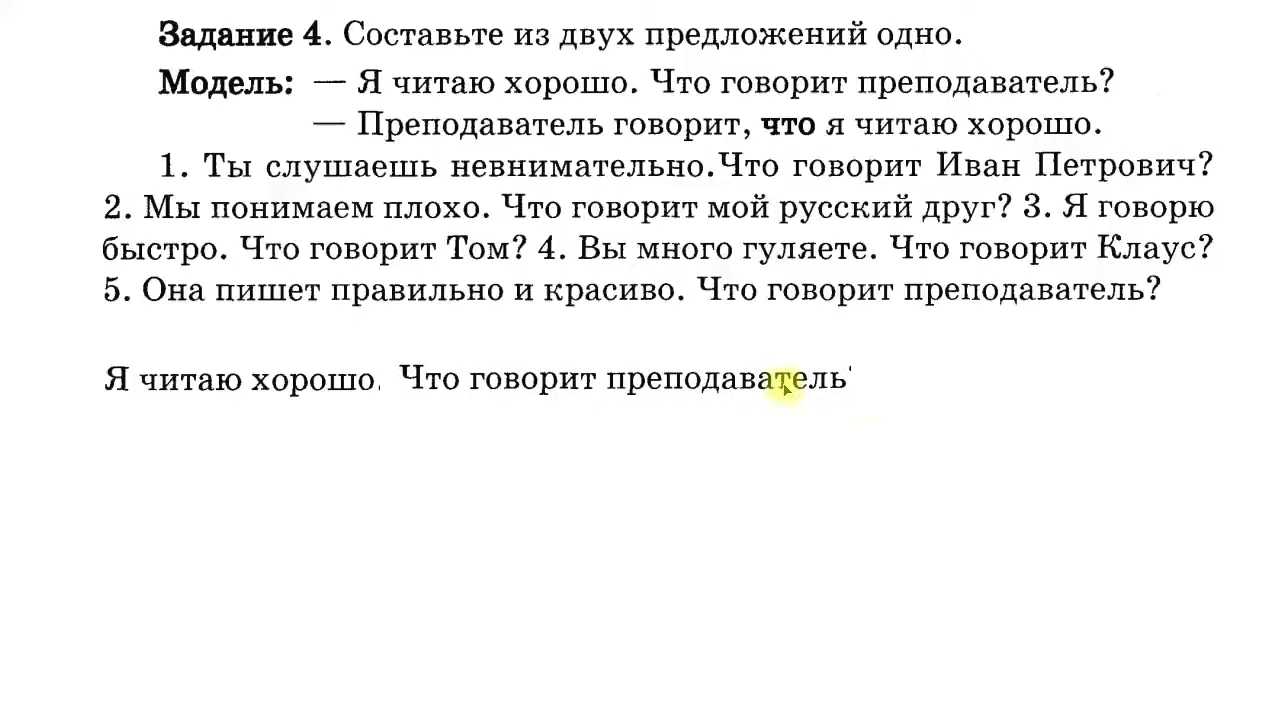 Задание 4. Составьте из двух предложений одно.
Модель: — Я читаю хорошо. Что говорит преподаватель?
— Преподаватель говорит, что я читаю хорошо.
1. Ты слушаешь невнимательно.Что говорит Иван Петрович?
2. Мы понимаем плохо. Что говорит мой русский друг? 3. Я говорю
быстро. Что говорит Том? 4. Вы много гуляете. Что говорит Клаус?
5. Она пишет правильно и красиво. Что говорит преподаватель?
Я читаю хорошо. Что говорит преподаватель'